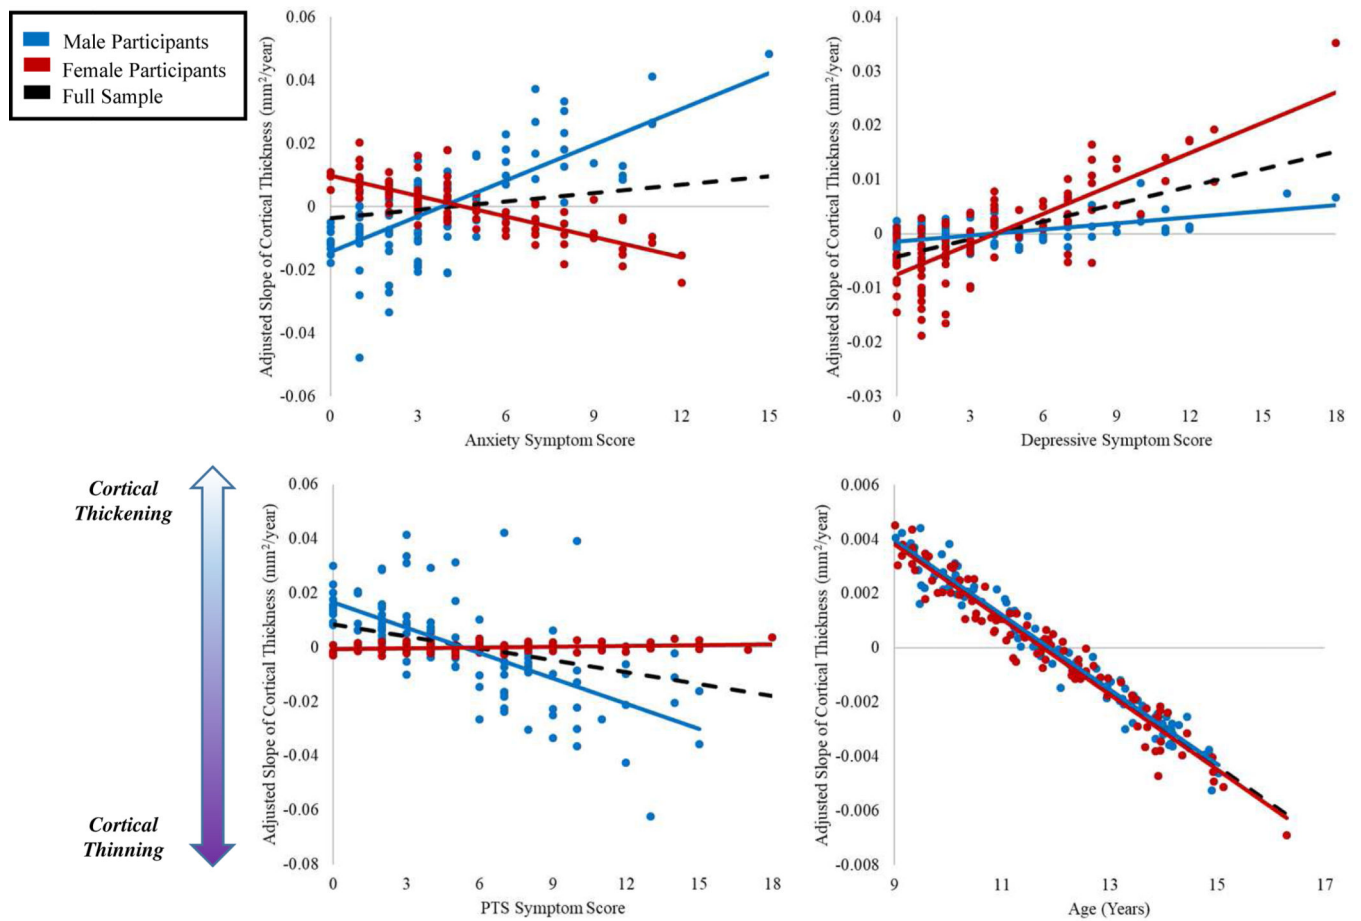 Male Participants
Female Participants
Full Sample
Adjusted Slope of Cortical Thickness (mm²/year)
0.06
0.04
0.02
0
-0.02
-0.04
-0.06
0 3 6 9 12 15
Anxiety Symptom Score
Adjusted Slope of Cortical Thickness (mm²/year)
0.04
0.03
0.02
0.01
0
-0.01
-0.02
-0.03
0 3 6 9 12 15 18
Depressive Symptom Score
Cortical
Thickening
Cortical
Thinning
Adjusted Slope of Cortical Thickness (mm²/year)
0.06
0.04
0.02
0
-0.02
-0.04
-0.06
-0.08
0 3 6 9 12 15 18
PTS Symptom Score
Adjusted Slope of Cortical Thickness (mm²/year)
0.006
0.004
0.002
0
-0.002
-0.004
-0.006
-0.008
9 11 13 15 17
Age (Years)